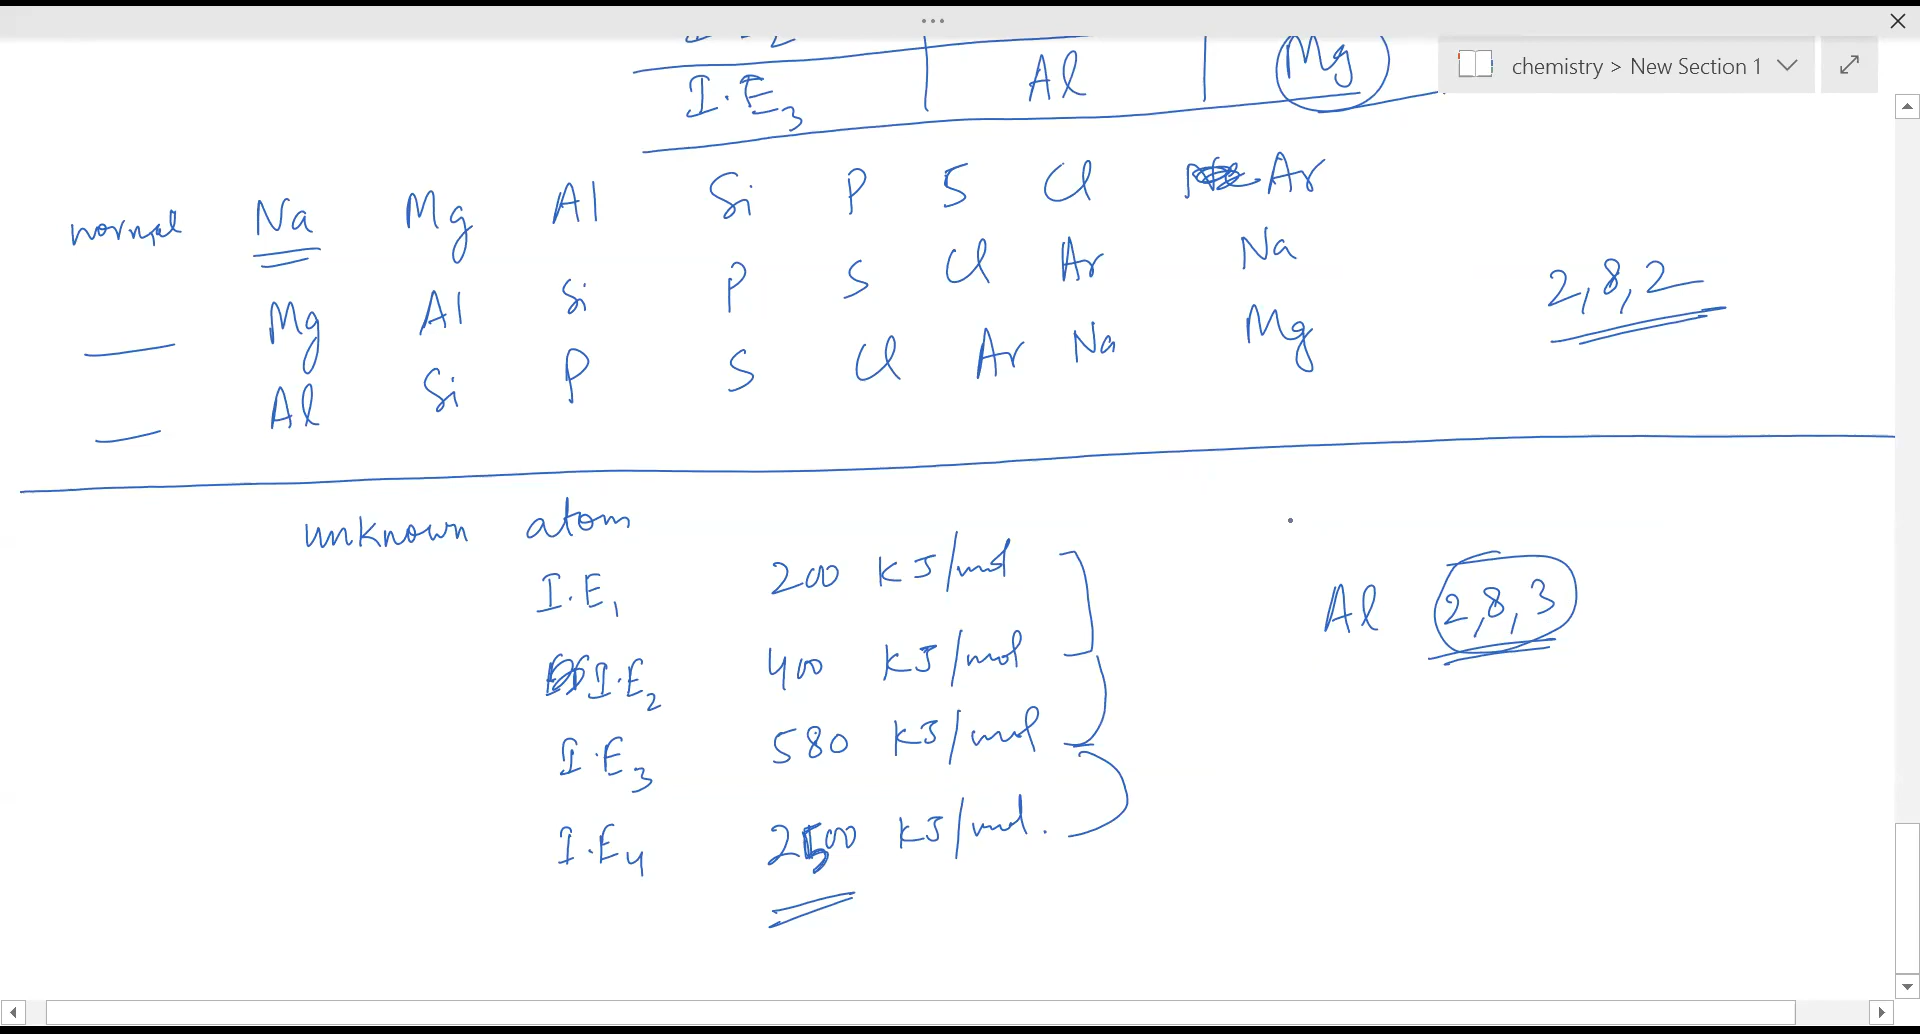 chemistry > New Section 1
I.E3 Al Mg
normal Na Mg Al Si P S Cl Ar
Mg Al Si P S Cl Ar Na
2,8,2
Al Si P S Cl Ar Na Mg
unknown atom
I.E1 200 KJ/mol
Al 2,8,3
I.E2 400 KJ/mol
I.E3 580 KJ/mol
I.E4 2500 KJ/mol.